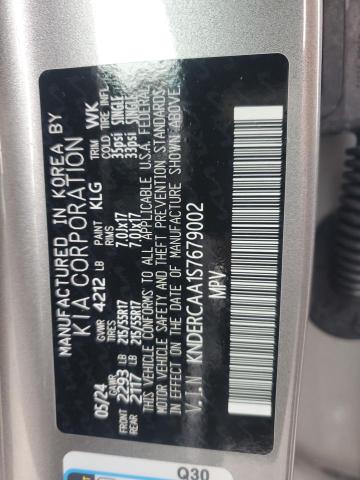 MANUFACTURED IN KOREA BY
KIA CORPORATION
05/24 GVWR 4212 LB PAINT KLG TRIM WK
GAWR TIRES RIMS COLD TIRE INFL.
FRONT 2293 LB 215/55R17 7.0Jx17 35psi SINGLE
REAR 2117 LB 215/55R17 7.0Jx17 33psi SINGLE
THIS VEHICLE CONFORMS TO ALL APPLICABLE U.S.A. FEDERAL
MOTOR VEHICLE SAFETY AND THEFT PREVENTION STANDARDS
IN EFFECT ON THE DATE OF MANUFACTURE SHOWN ABOVE.
V.I.N KNDERCAA1S7679002
MPV
Q30